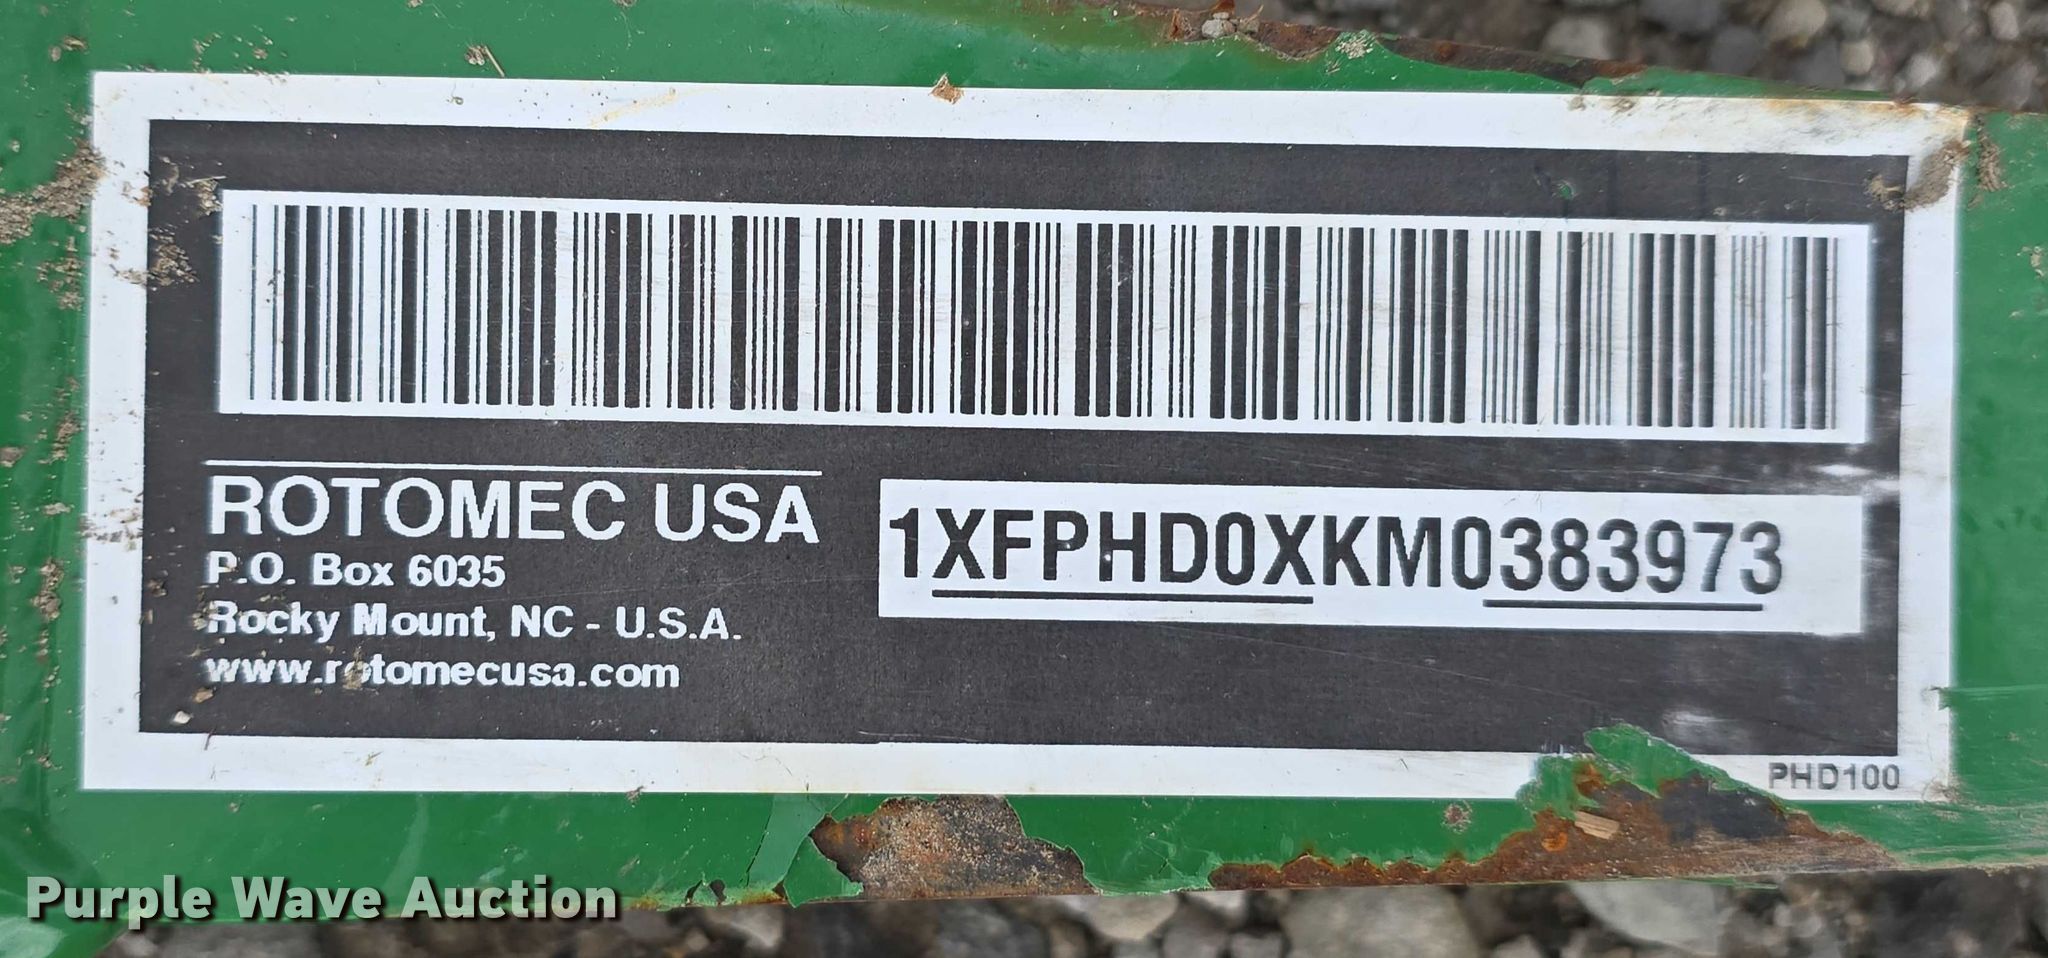 ROTOMEC USA
P.O. Box 6035
Rocky Mount, NC - U.S.A.
www.rotomecusa.com
1XFPHD0XKM0383973
PHD100
Purple Wave Auction